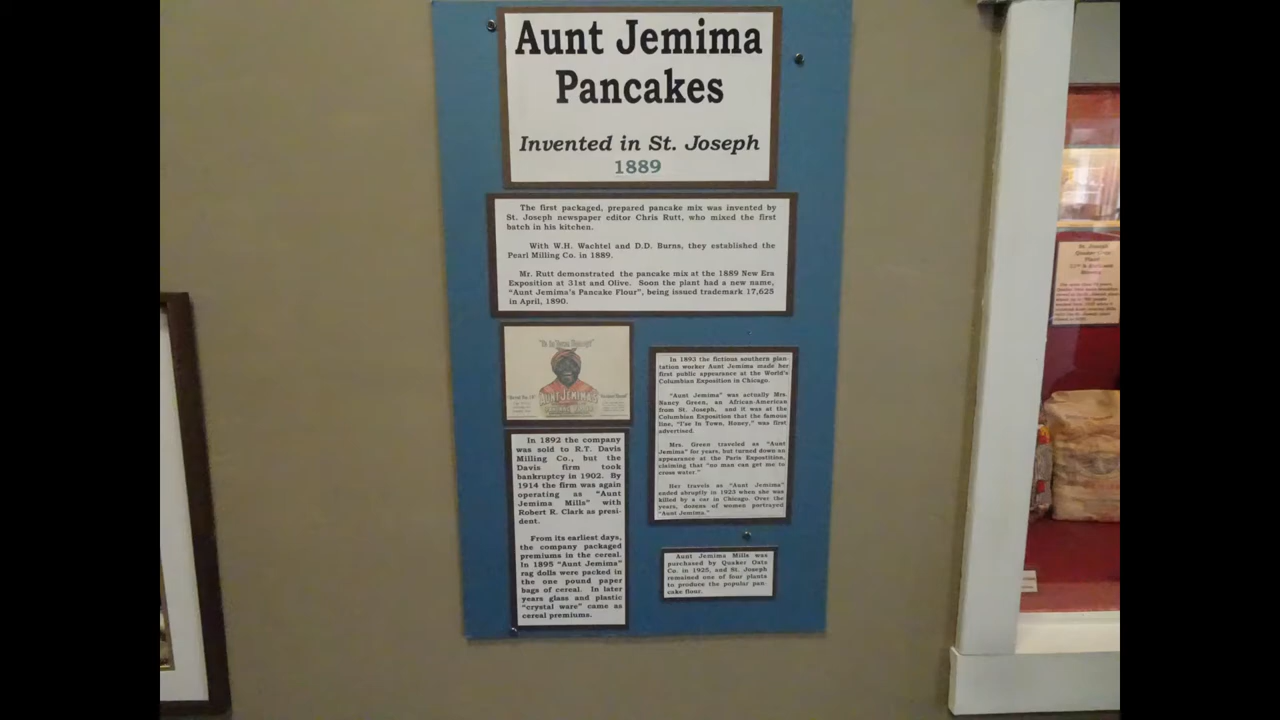 Aunt Jemima
Pancakes
Invented in St. Joseph
1889
The first packaged, prepared pancake mix was invented by
St. Joseph newspaper editor Chris Rutt, who mixed the first
batch in his kitchen.
With W.H. Wachtel and D.D. Burns, they established the
Pearl Milling Co. in 1889.
Mr. Rutt demonstrated the pancake mix at the 1889 New Era
Exposition at 31st and Olive. Soon the plant had a new name,
"Aunt Jemima's Pancake Flour", being issued trademark 17,625
in April, 1890.
AUNT JEMIMA'S
In 1892 the company
was sold to R.T. Davis
Milling Co., but the
Davis firm took
bankruptcy in 1902. By
1914 the firm was again
operating as "Aunt
Jemima Mills" with
Robert R. Clark as presi-
dent.
From its earliest days,
the company packaged
premiums in the cereal.
In 1895 "Aunt Jemima"
rag dolls were packed in
the one pound paper
bags of cereal. In later
years glass and plastic
"crystal ware" came as
cereal premiums.
In 1893 the fictious southern plan-
tation worker Aunt Jemima made her
first public appearance at the World's
Columbian Exposition in Chicago.
"Aunt Jemima" was actually Mrs.
Nancy Green, an African-American
from St. Joseph, and it was at the
Columbian Exposition that the famous
line, "I'se In Town, Honey," was first
advertised.
Mrs. Green traveled as "Aunt
Jemima" for years, but turned down an
appearance at the Paris Expostition,
claiming that "no man can get me to
cross water."
Her travels as "Aunt Jemima"
ended abruptly in 1923 when she was
killed by a car in Chicago. Over the
years, dozens of women portrayed
"Aunt Jemima."
Aunt Jemima Mills was
purchased by Quaker Oats
Co. in 1925, and St. Joseph
remained one of four plants
to produce the popular pan-
cake flour.
St. Joseph
Quaker Oats
Plant